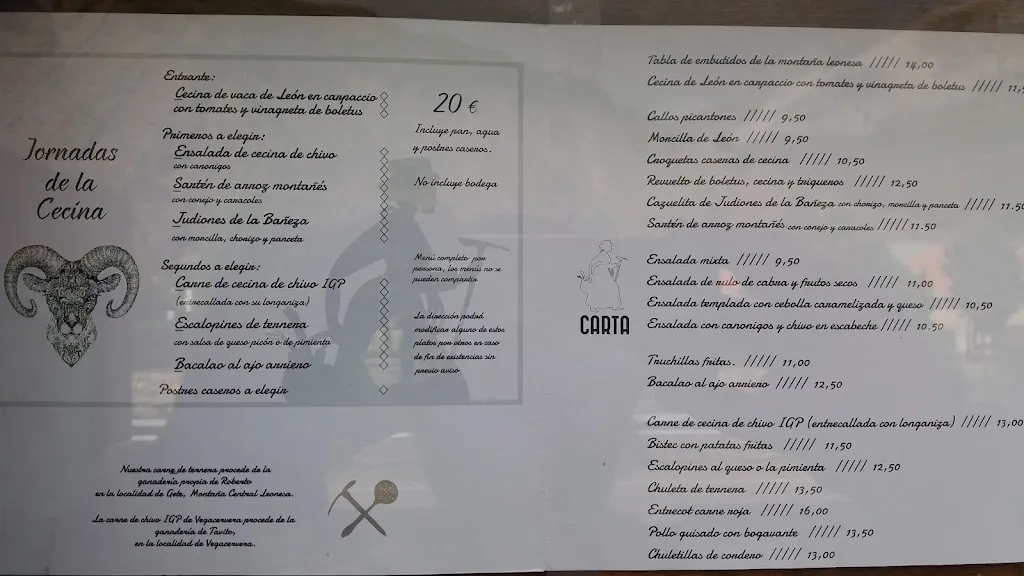 Jornadas
de la
Cecina
Entrante:
Cecina de vaca de León en carpaccio
con tomates y vinagreta de boletus
Primeros a elegir:
Ensalada de cecina de chivo
con canonigos
Sartén de arroz montañés
con conejo y caracoles
Judiones de la Bañeza
con morcilla, chorizo y panceta
Segundos a elegir:
Carne de cecina de chivo IGP
(entrecallada con su longaniza)
Escalopines de ternera
con salsa de queso picón o de pimienta
Bacalao al ajo arriero
Postres caseros a elegir
20 €
Incluye pan, agua
y postres caseros.
No incluye bodega
Menú completo por
persona, los menús no se
pueden compartir
La dirección podrá
modificar alguno de estos
platos por otros en caso
de fin de existencias sin
previo aviso
Nuestra carne de ternera procede de la
ganadería propia de Roberto
en la localidad de Gete, Montaña Central Leonesa.
La carne de chivo IGP de Vegacervera procede de la
ganadería de Tavito,
en la localidad de Vegacervera.
CARTA
Tabla de embutidos de la montaña leonesa ///// 14,00
Cecina de León en carpaccio con tomates y vinagreta de boletus ///// 11,
Callos picantones ///// 9,50
Morcilla de León ///// 9,50
Croquetas caseras de cecina ///// 10,50
Revuelto de boletus, cecina y trigueros ///// 12,50
Cazuelita de Judiones de la Bañeza con chorizo, morcilla y panceta ///// 11.50
Sartén de arroz montañés con conejo y caracoles ///// 11.50
Ensalada mixta ///// 9,50
Ensalada de rulo de cabra y frutos secos ///// 11,00
Ensalada templada con cebolla caramelizada y queso ///// 10,50
Ensalada con canonigos y chivo en escabeche ///// 10.50
Truchillas fritas. ///// 11,00
Bacalao al ajo arriero ///// 12,50
Carne de cecina de chivo IGP (entrecallada con longaniza) ///// 13,00
Bistec con patatas fritas ///// 11,50
Escalopines al queso o la pimienta ///// 12,50
Chuleta de ternera ///// 13,50
Entrecot carne roja ///// 16,00
Pollo guisado con bogavante ///// 13,50
Chuletillas de cordero ///// 13,00